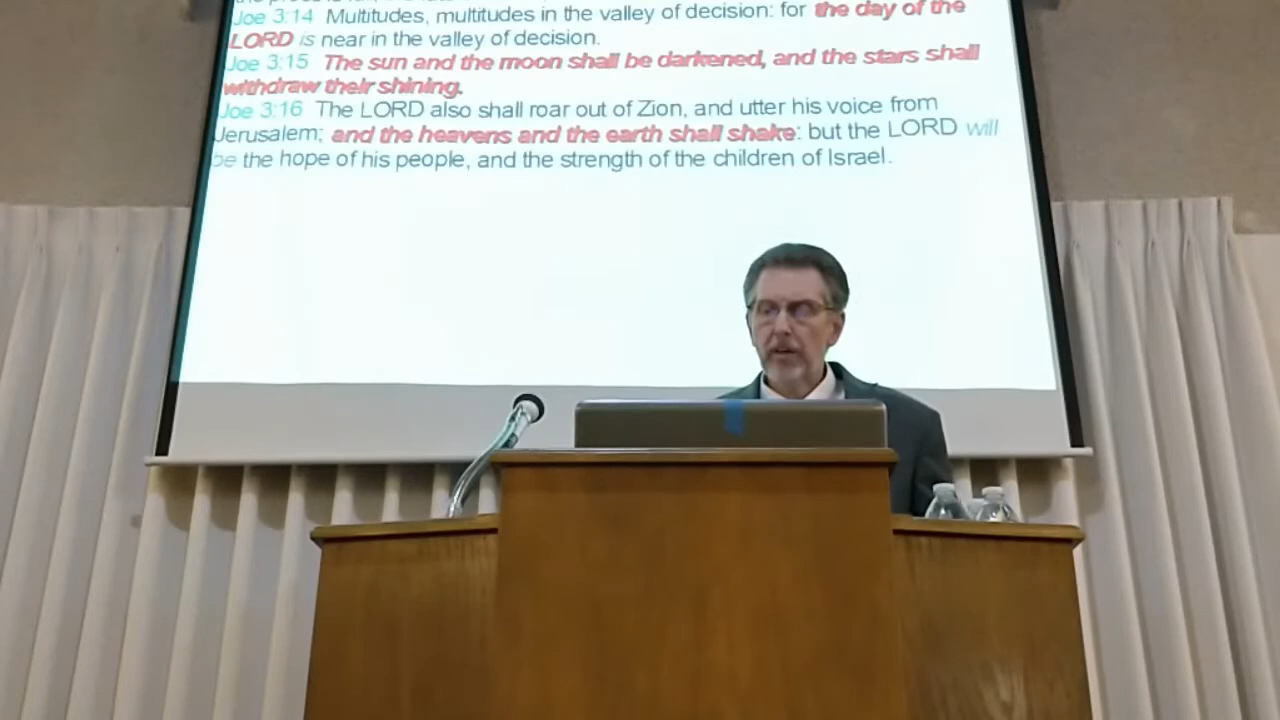 Joe 3:14 Multitudes, multitudes in the valley of decision: for the day of the
LORD is near in the valley of decision.
Joe 3:15 The sun and the moon shall be darkened, and the stars shall
withdraw their shining.
Joe 3:16 The LORD also shall roar out of Zion, and utter his voice from
Jerusalem; and the heavens and the earth shall shake: but the LORD will
be the hope of his people, and the strength of the children of Israel.